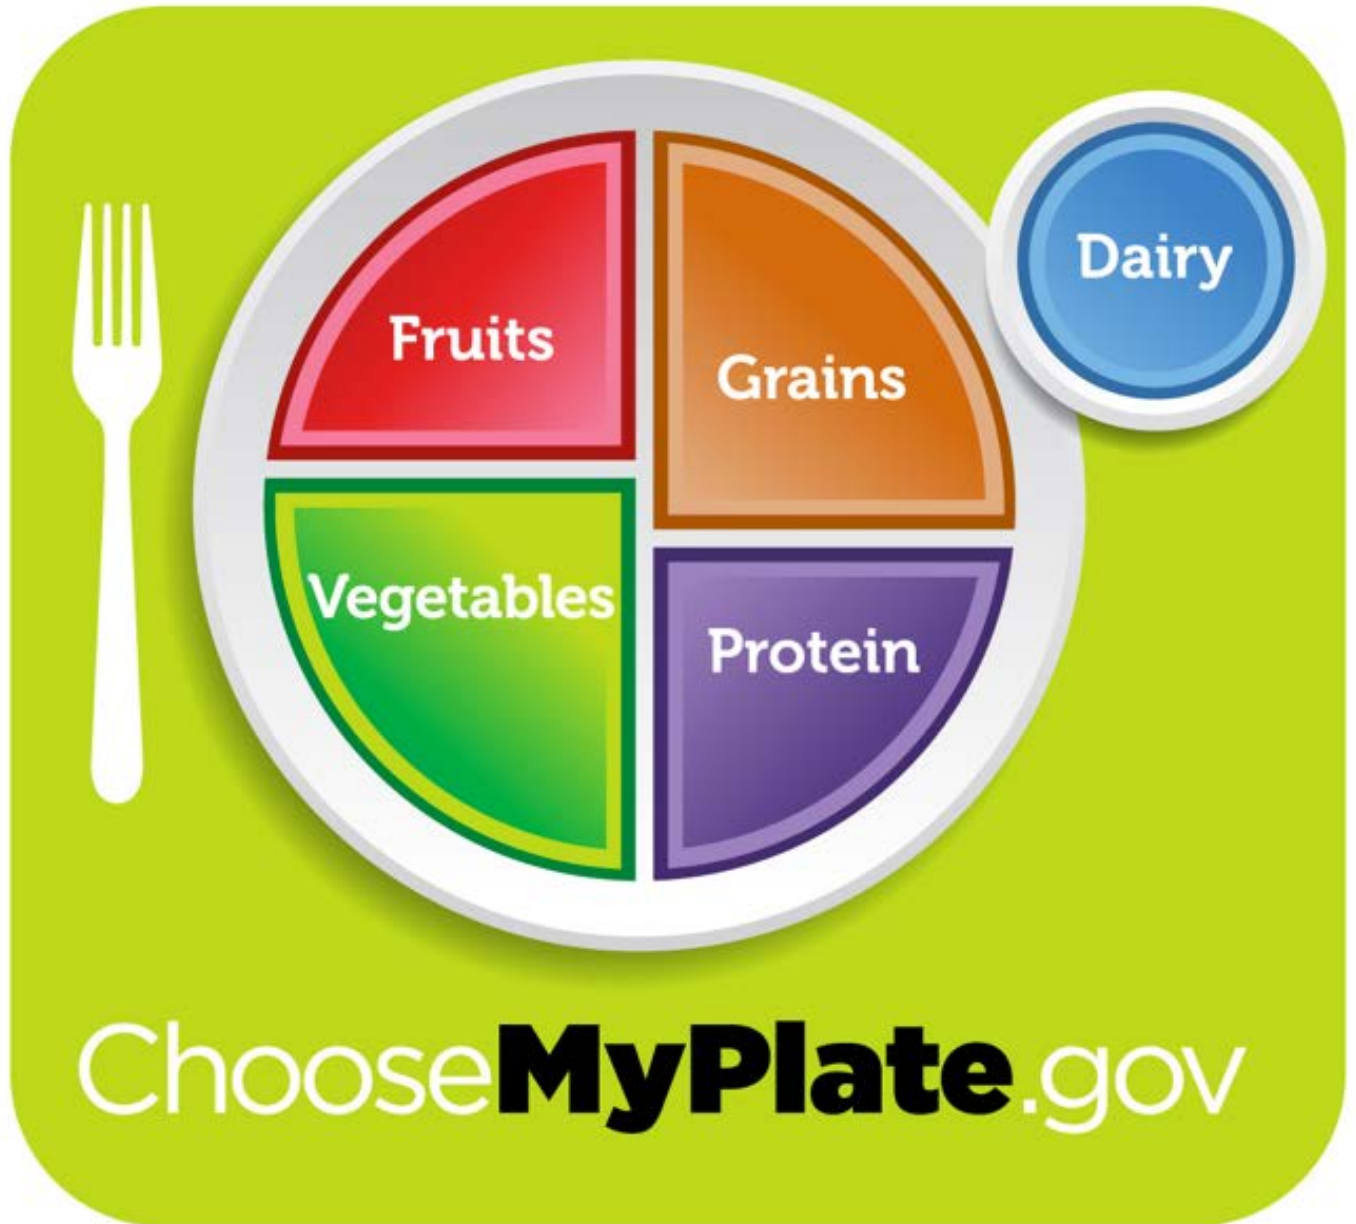 Dairy
Fruits
Grains
Vegetables
Protein
ChooseMyPlate.gov